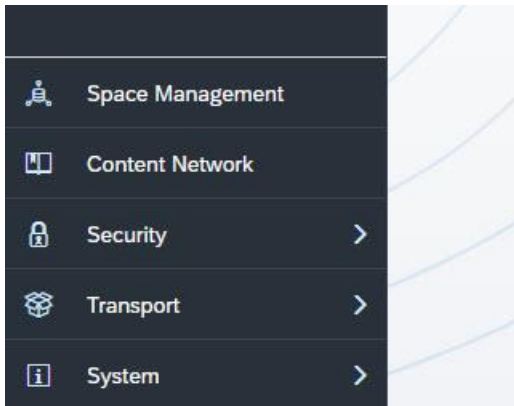 Space Management
Content Network
Security
Transport
System